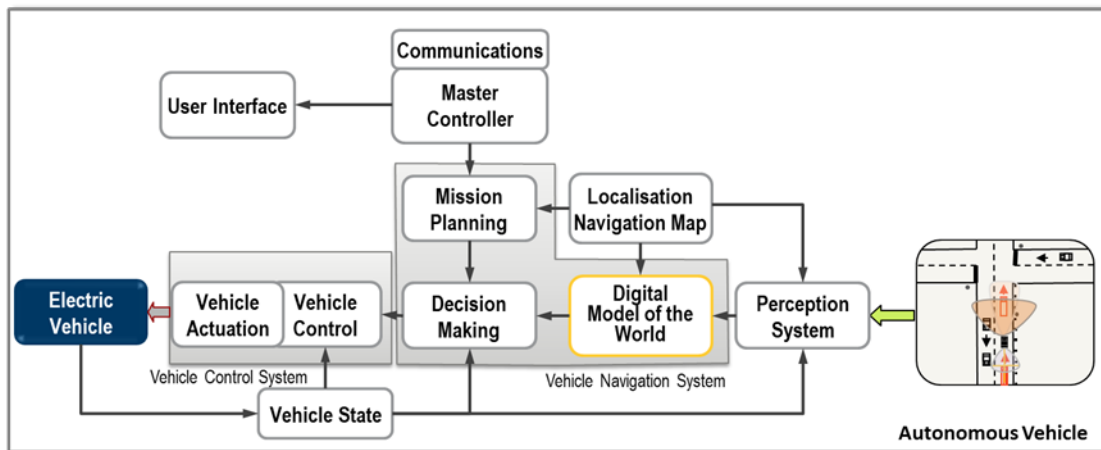 Communications
Master
Controller
User Interface
Mission
Planning
Localisation
Navigation Map
Electric
Vehicle
Vehicle
Actuation
Vehicle
Control
Decision
Making
Digital
Model of the
World
Perception
System
Vehicle Control System
Vehicle Navigation System
Vehicle State
Autonomous Vehicle